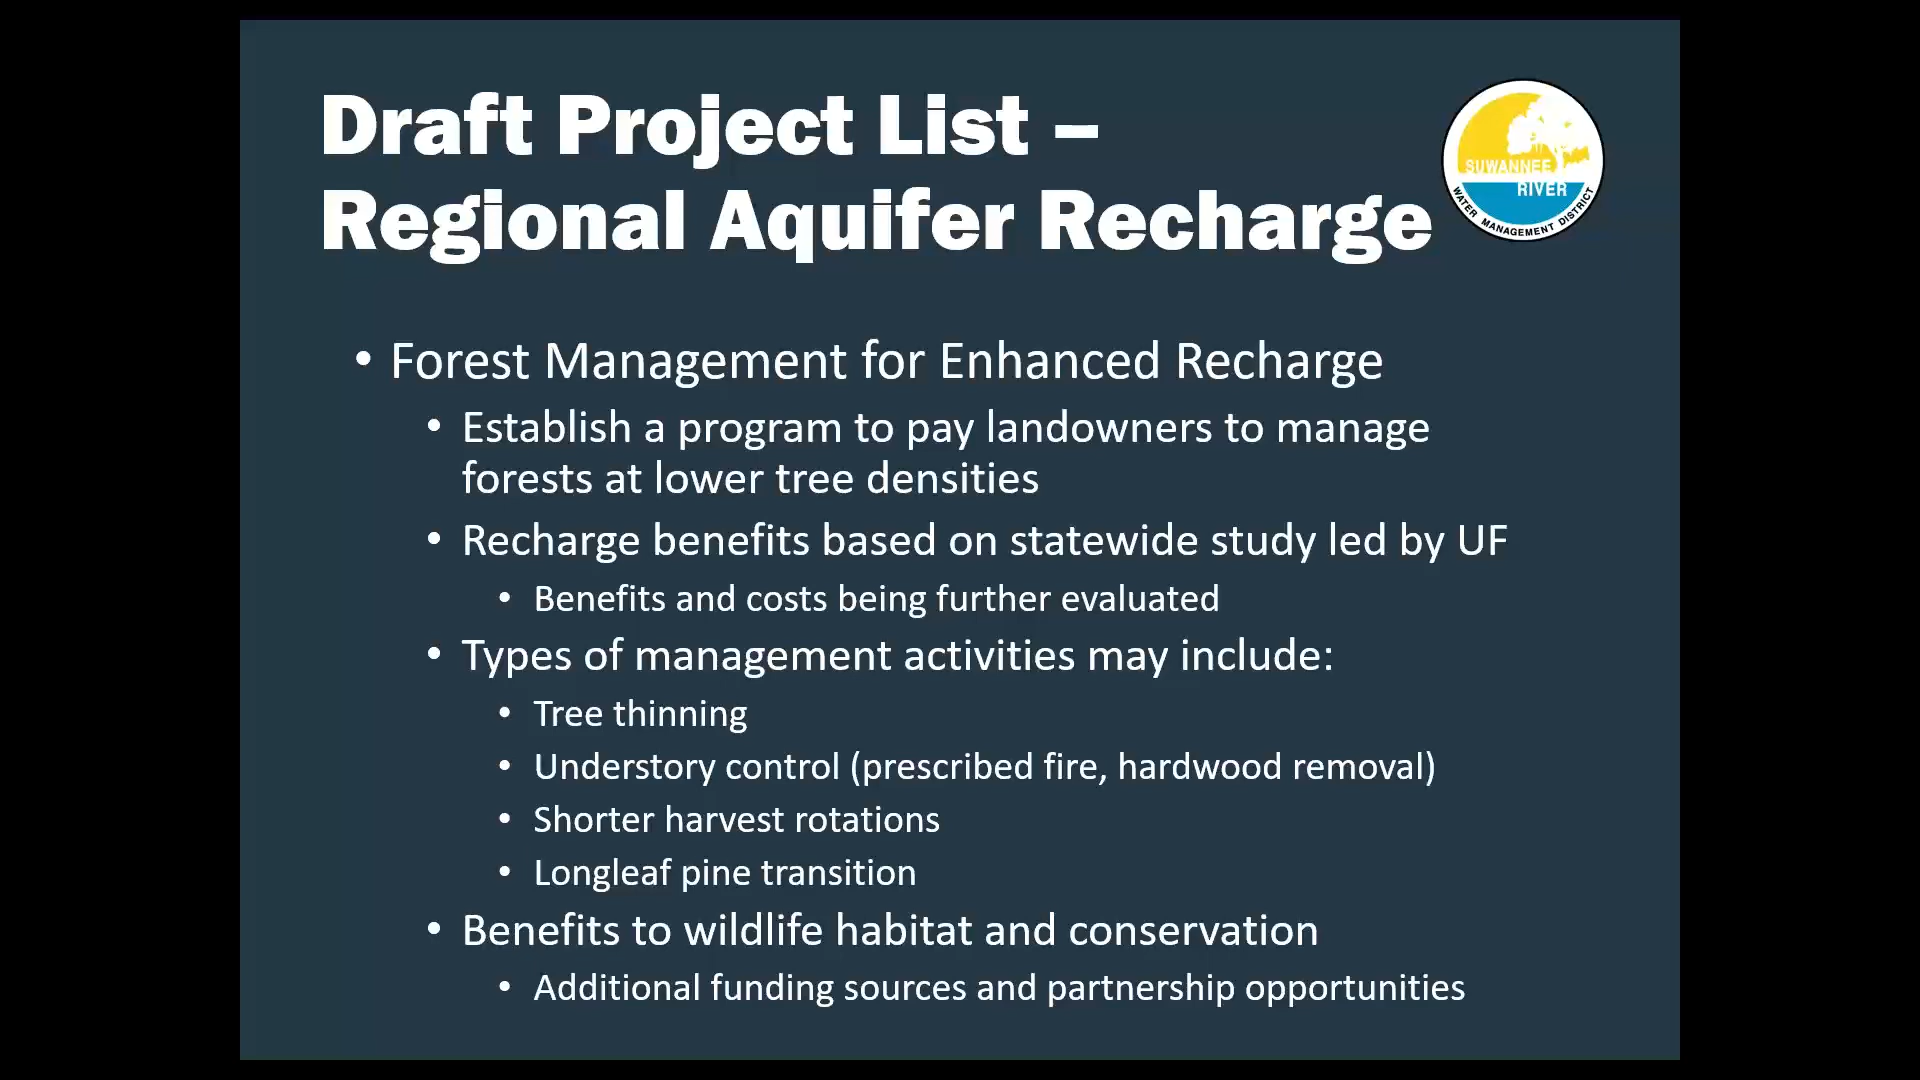 Draft Project List –
Regional Aquifer Recharge
SUWANNEE
RIVER
WATER MANAGEMENT DISTRICT
• Forest Management for Enhanced Recharge
• Establish a program to pay landowners to manage
forests at lower tree densities
• Recharge benefits based on statewide study led by UF
• Benefits and costs being further evaluated
• Types of management activities may include:
• Tree thinning
• Understory control (prescribed fire, hardwood removal)
• Shorter harvest rotations
• Longleaf pine transition
• Benefits to wildlife habitat and conservation
• Additional funding sources and partnership opportunities